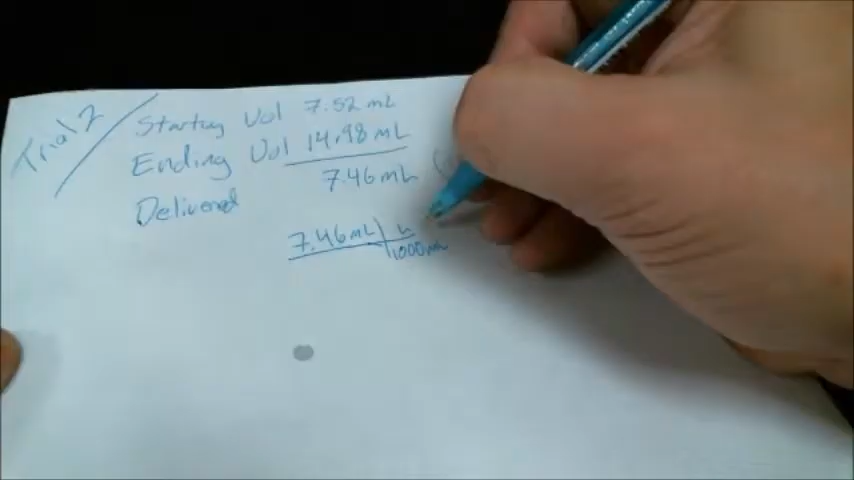 Trial 2
Starting Vol 7.52 mL
Ending Vol 14.98 mL
Delivered 7.46 mL (
7.46 mL | L
1000 mL